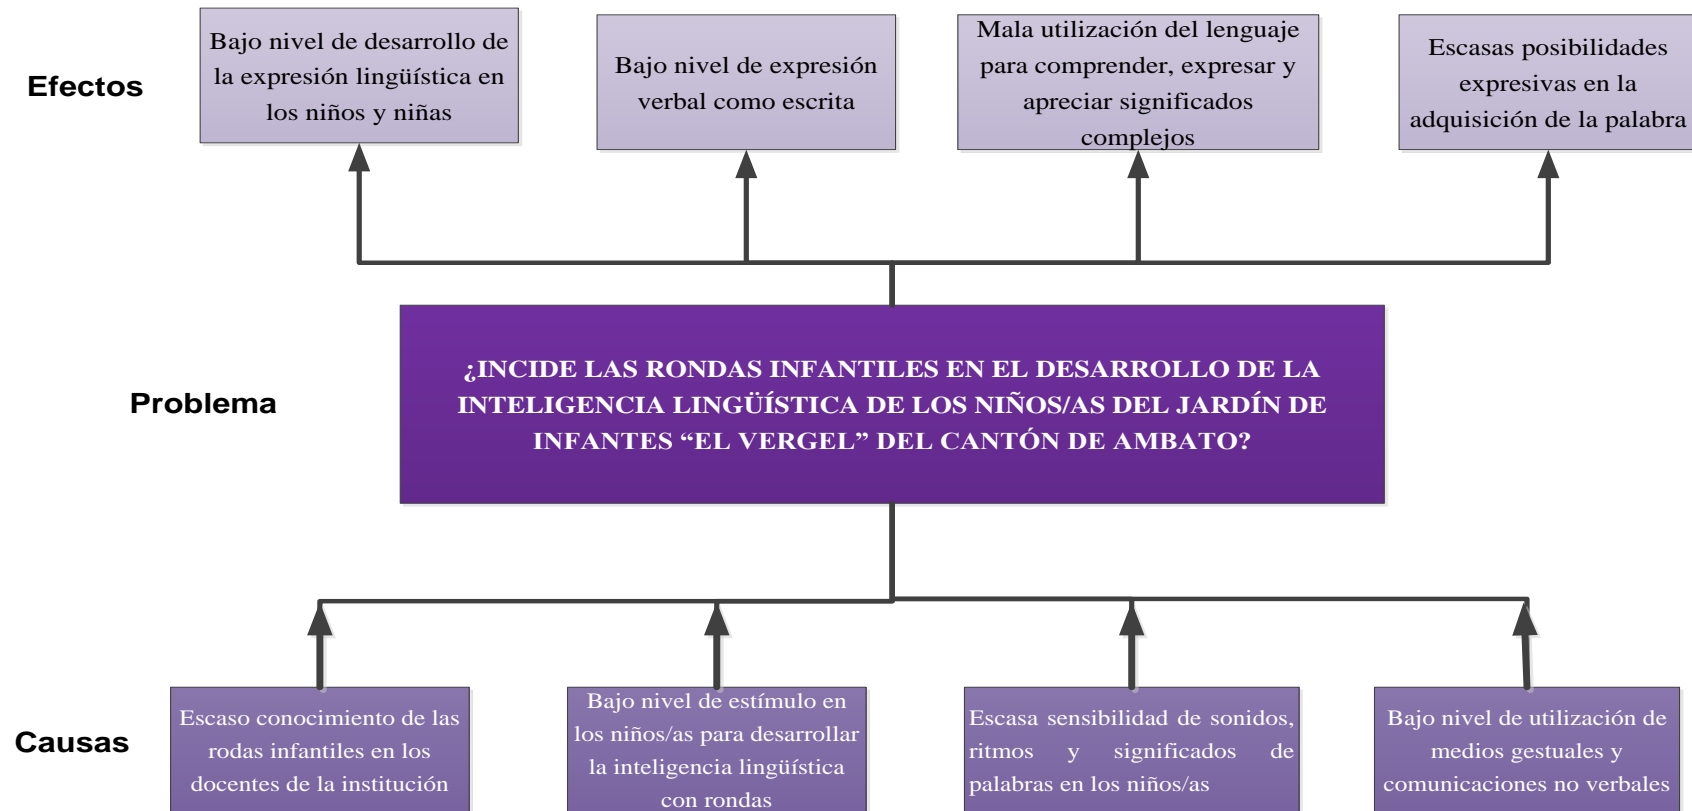 Efectos
Bajo nivel de desarrollo de
la expresión lingüística en
los niños y niñas
Bajo nivel de expresión
verbal como escrita
Mala utilización del lenguaje
para comprender, expresar y
apreciar significados
complejos
Escasas posibilidades
expresivas en la
adquisición de la palabra
Problema
¿INCIDE LAS RONDAS INFANTILES EN EL DESARROLLO DE LA
INTELIGENCIA LINGÜÍSTICA DE LOS NIÑOS/AS DEL JARDÍN DE
INFANTES “EL VERGEL” DEL CANTÓN DE AMBATO?
Causas
Escaso conocimiento de las
rodas infantiles en los
docentes de la institución
Bajo nivel de estímulo en
los niños/as para desarrollar
la inteligencia lingüística
con rondas
Escasa sensibilidad de sonidos,
ritmos y significados de
palabras en los niños/as
Bajo nivel de utilización de
medios gestuales y
comunicaciones no verbales